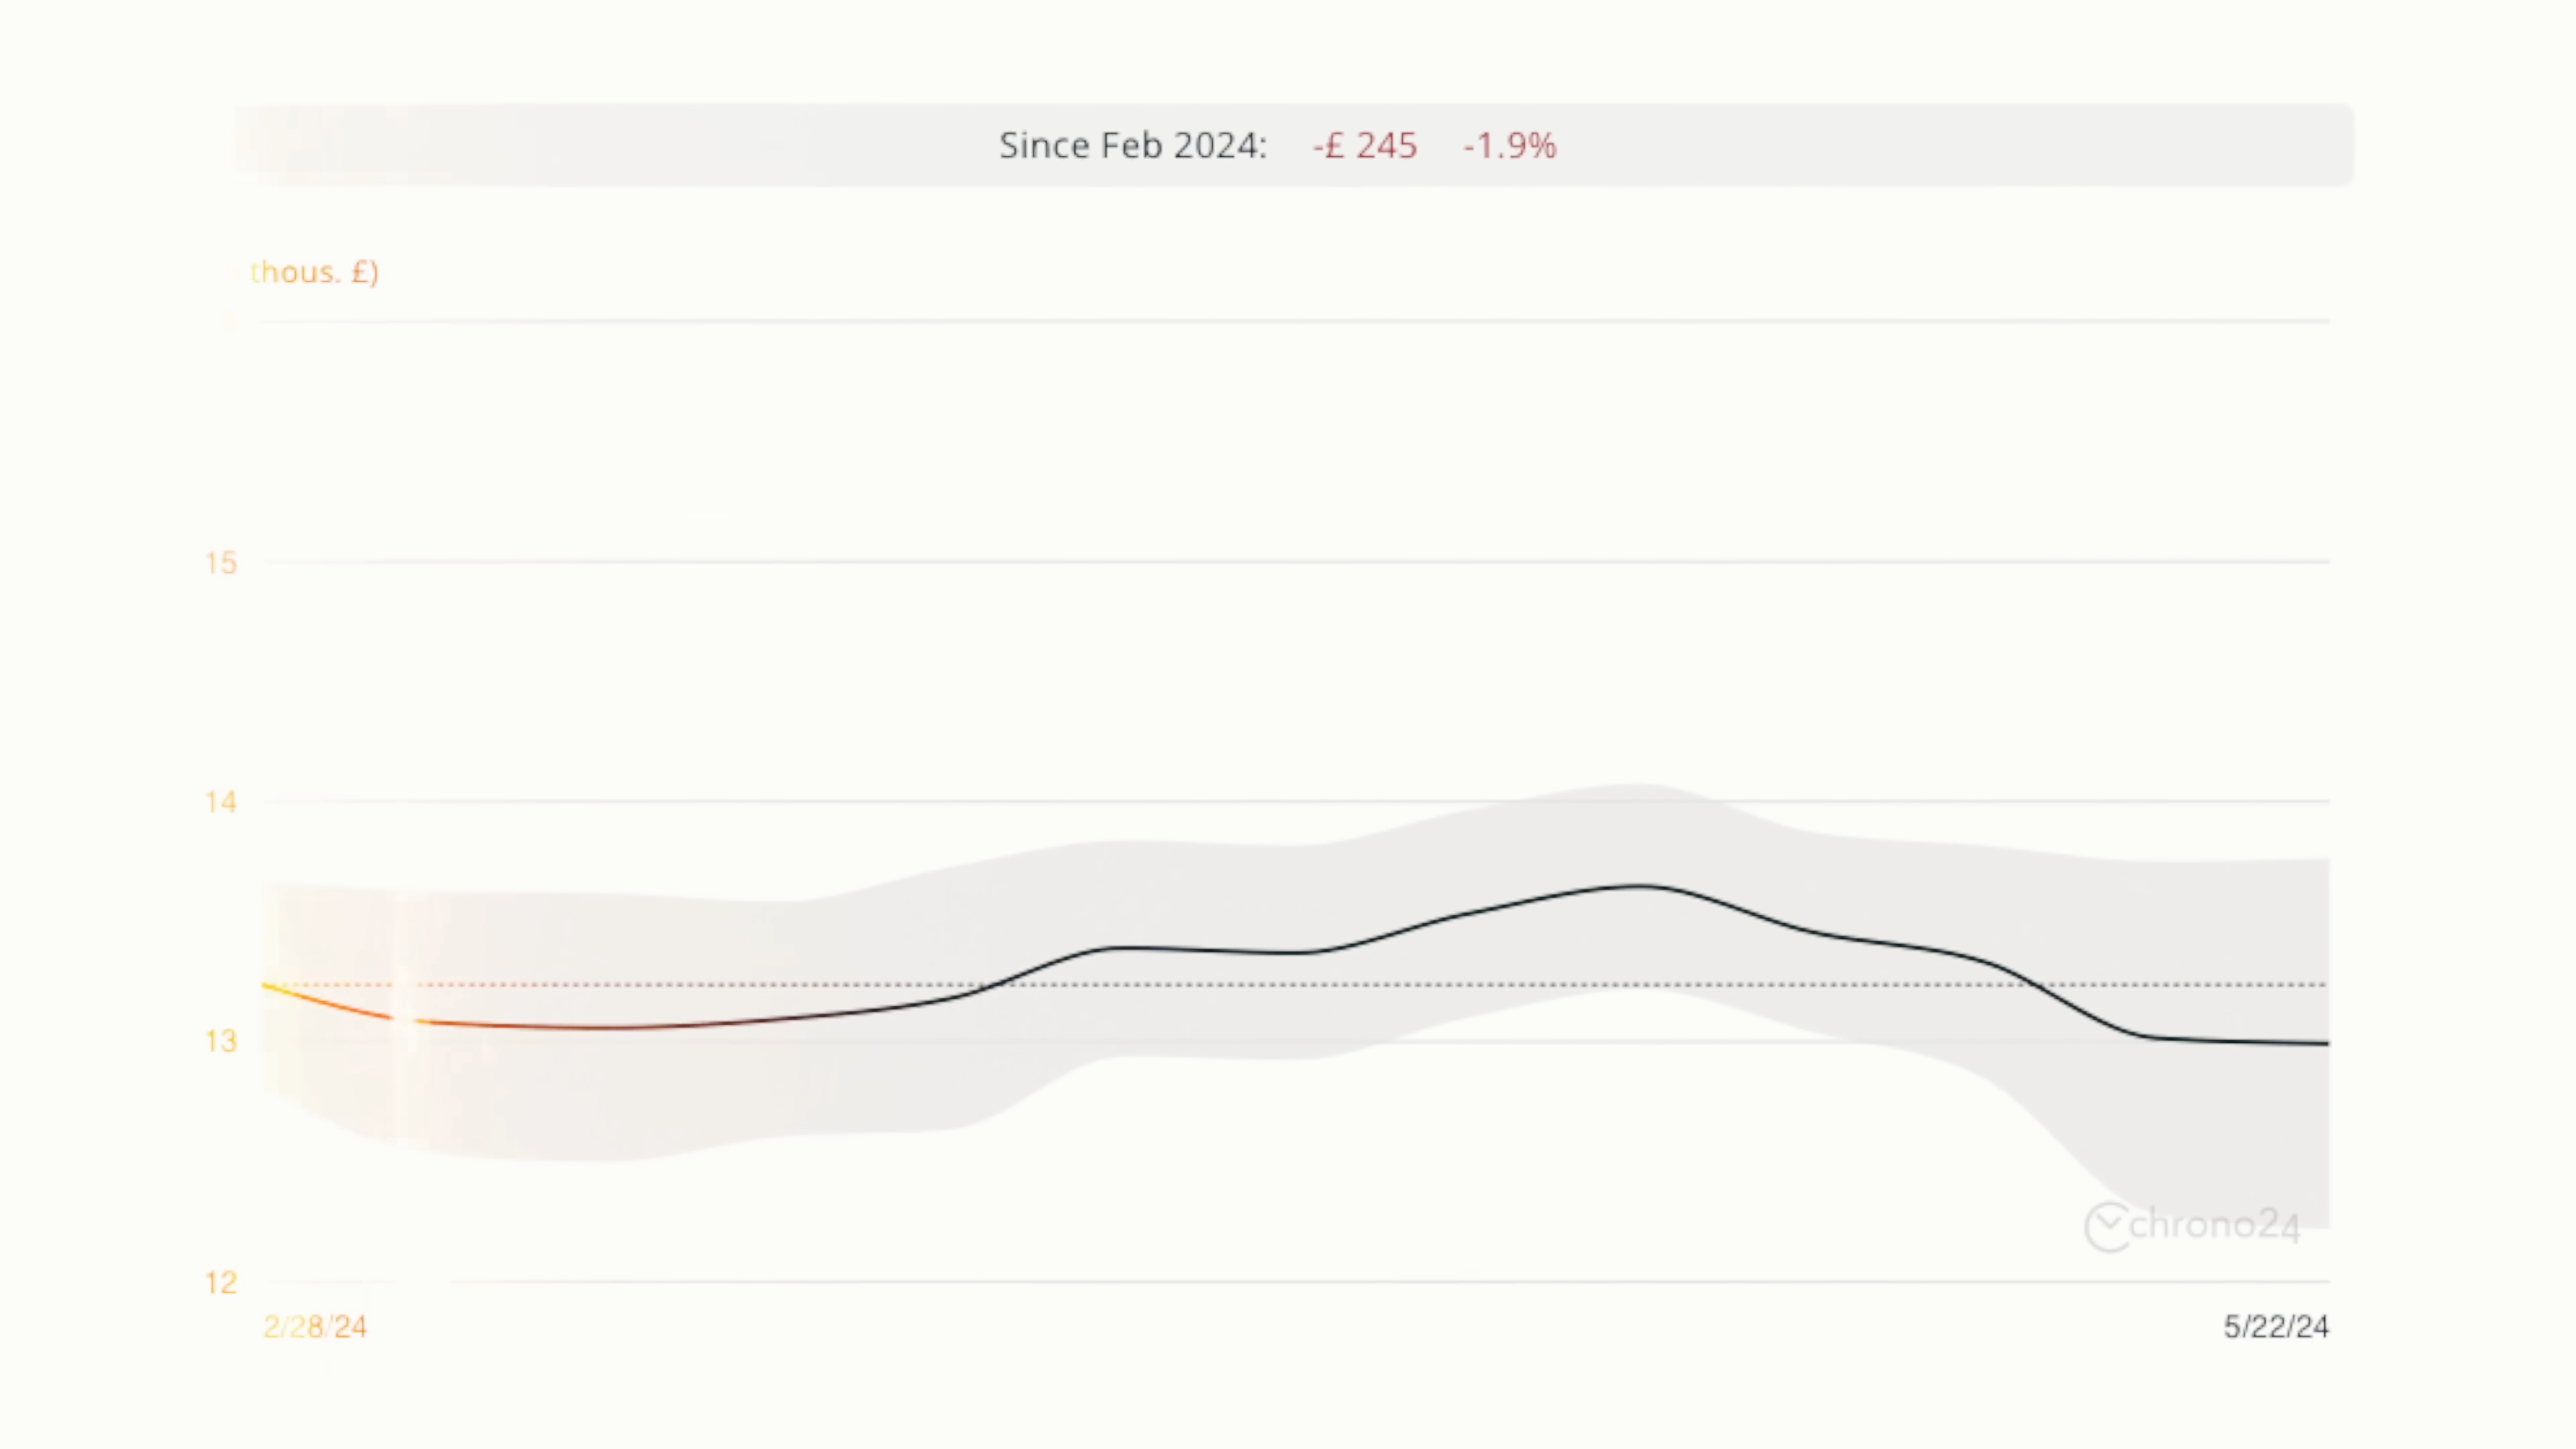 Since Feb 2024: -£ 245 -1.9%
thous. £)
15
14
13
12
chrono24
2/28/24 5/22/24